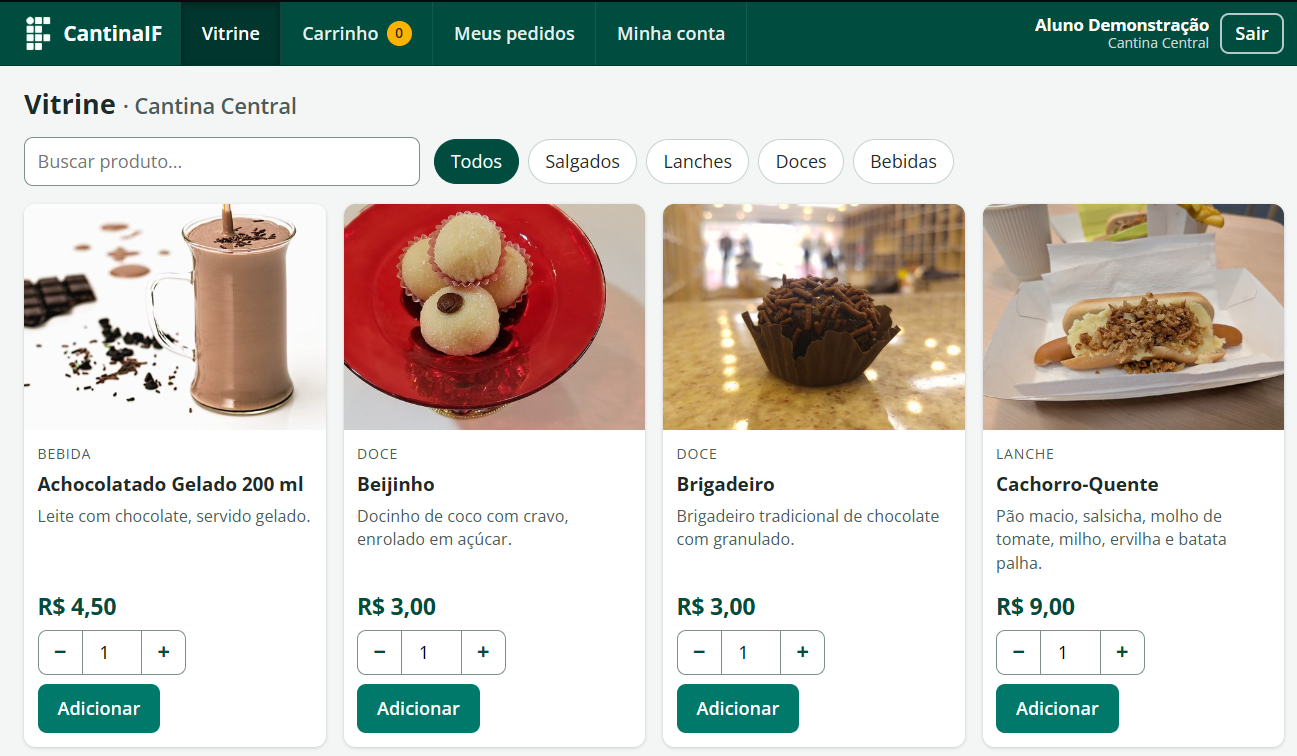 CantinaIF
Vitrine
Carrinho 0
Meus pedidos
Minha conta
Aluno Demonstração
Cantina Central
Sair
Vitrine · Cantina Central
Buscar produto...
Todos
Salgados
Lanches
Doces
Bebidas
BEBIDA
Achocolatado Gelado 200 ml
Leite com chocolate, servido gelado.
R$ 4,50
− 1 +
Adicionar
DOCE
Beijinho
Docinho de coco com cravo,
enrolado em açúcar.
R$ 3,00
− 1 +
Adicionar
DOCE
Brigadeiro
Brigadeiro tradicional de chocolate
com granulado.
R$ 3,00
− 1 +
Adicionar
LANCHE
Cachorro-Quente
Pão macio, salsicha, molho de
tomate, milho, ervilha e batata
palha.
R$ 9,00
− 1 +
Adicionar